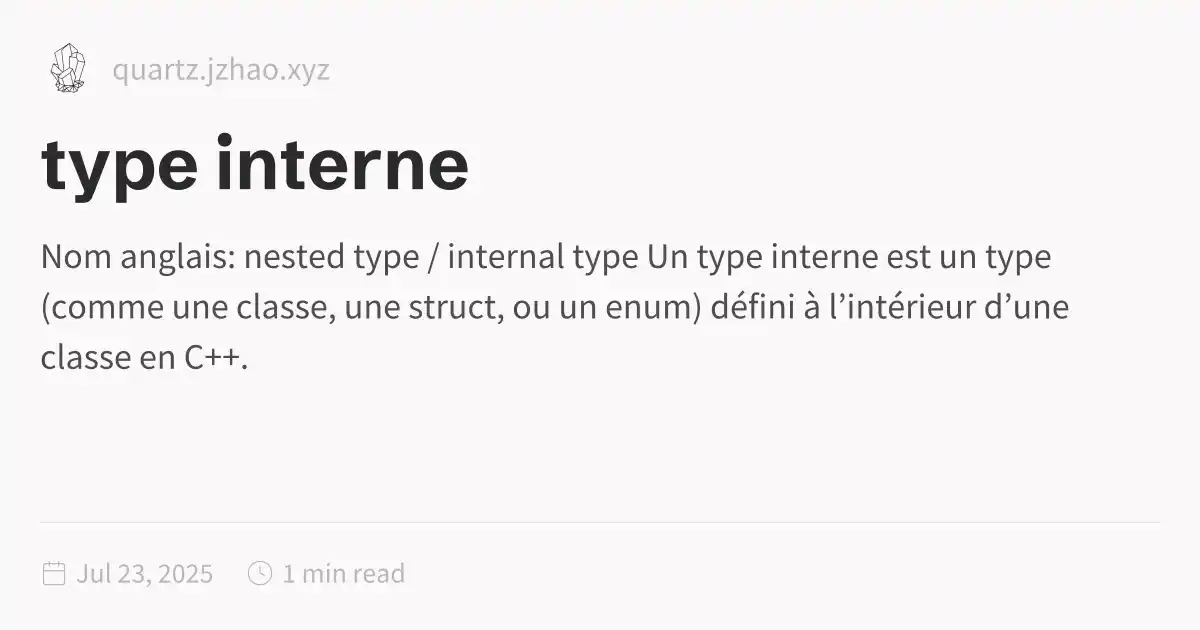 quartz.jzhao.xyz
type interne
Nom anglais: nested type / internal type Un type interne est un type
(comme une classe, une struct, ou un enum) défini à l’intérieur d’une
classe en C++.
Jul 23, 2025 1 min read